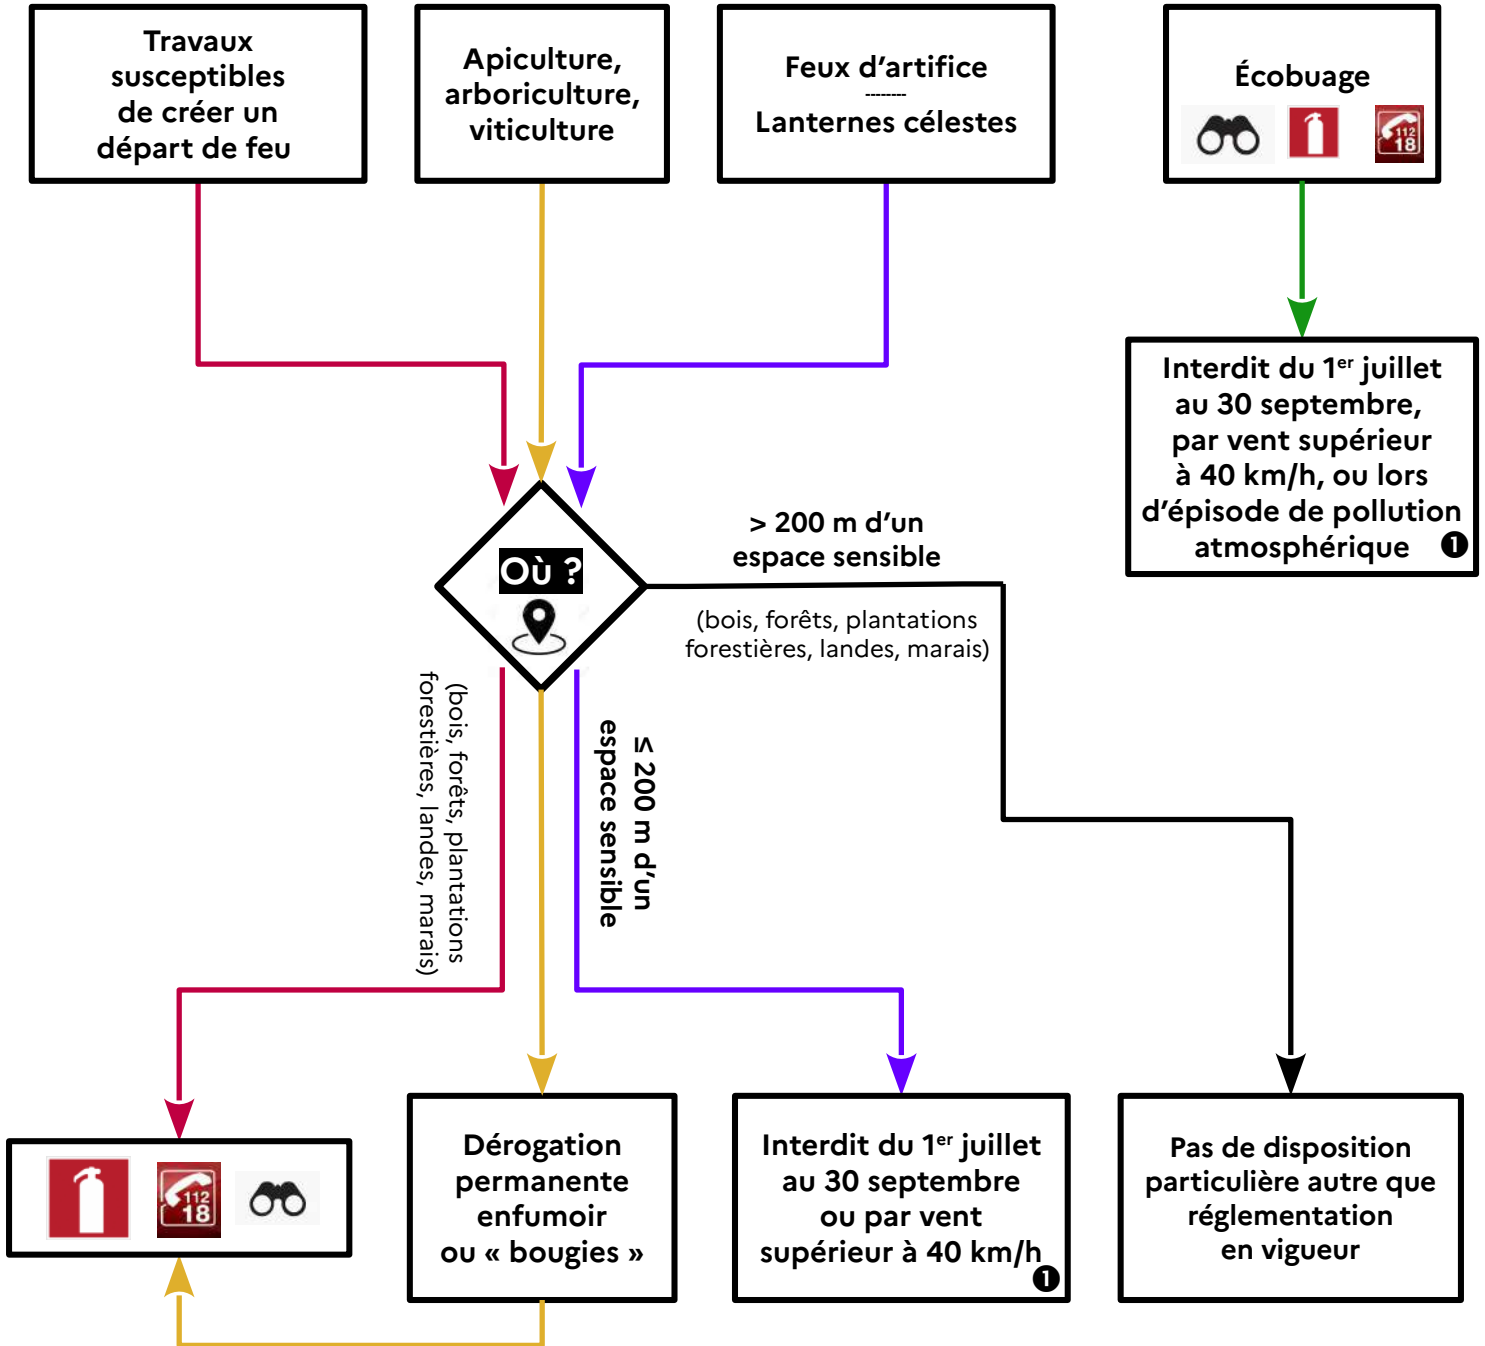 Travaux
susceptibles
de créer un
départ de feu
Apiculture,
arboriculture,
viticulture
Feux d’artifice
--------
Lanternes célestes
Écobuage
112
18
Interdit du 1er juillet
au 30 septembre,
par vent supérieur
à 40 km/h, ou lors
d’épisode de pollution
atmosphérique ❶
Où ?
> 200 m d’un
espace sensible
(bois, forêts, plantations
forestières, landes, marais)
(bois, forêts, plantations
forestières, landes, marais)
≤ 200 m d’un
espace sensible
112
18
Dérogation
permanente
enfumoir
ou « bougies »
Interdit du 1er juillet
au 30 septembre
ou par vent
supérieur à 40 km/h
❶
Pas de disposition
particulière autre que
réglementation
en vigueur